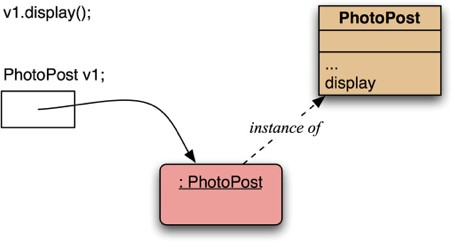 v1.display();
PhotoPost
PhotoPost v1;
...
display
instance of
: PhotoPost